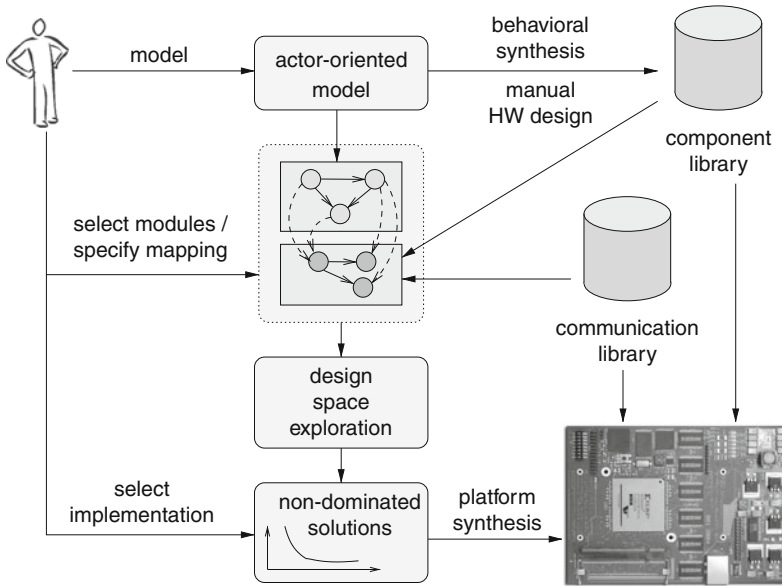 model
actor-oriented
model
behavioral
synthesis
manual
HW design
component
library
select modules /
specify mapping
communication
library
design
space
exploration
select
implementation
non-dominated
solutions
platform
synthesis